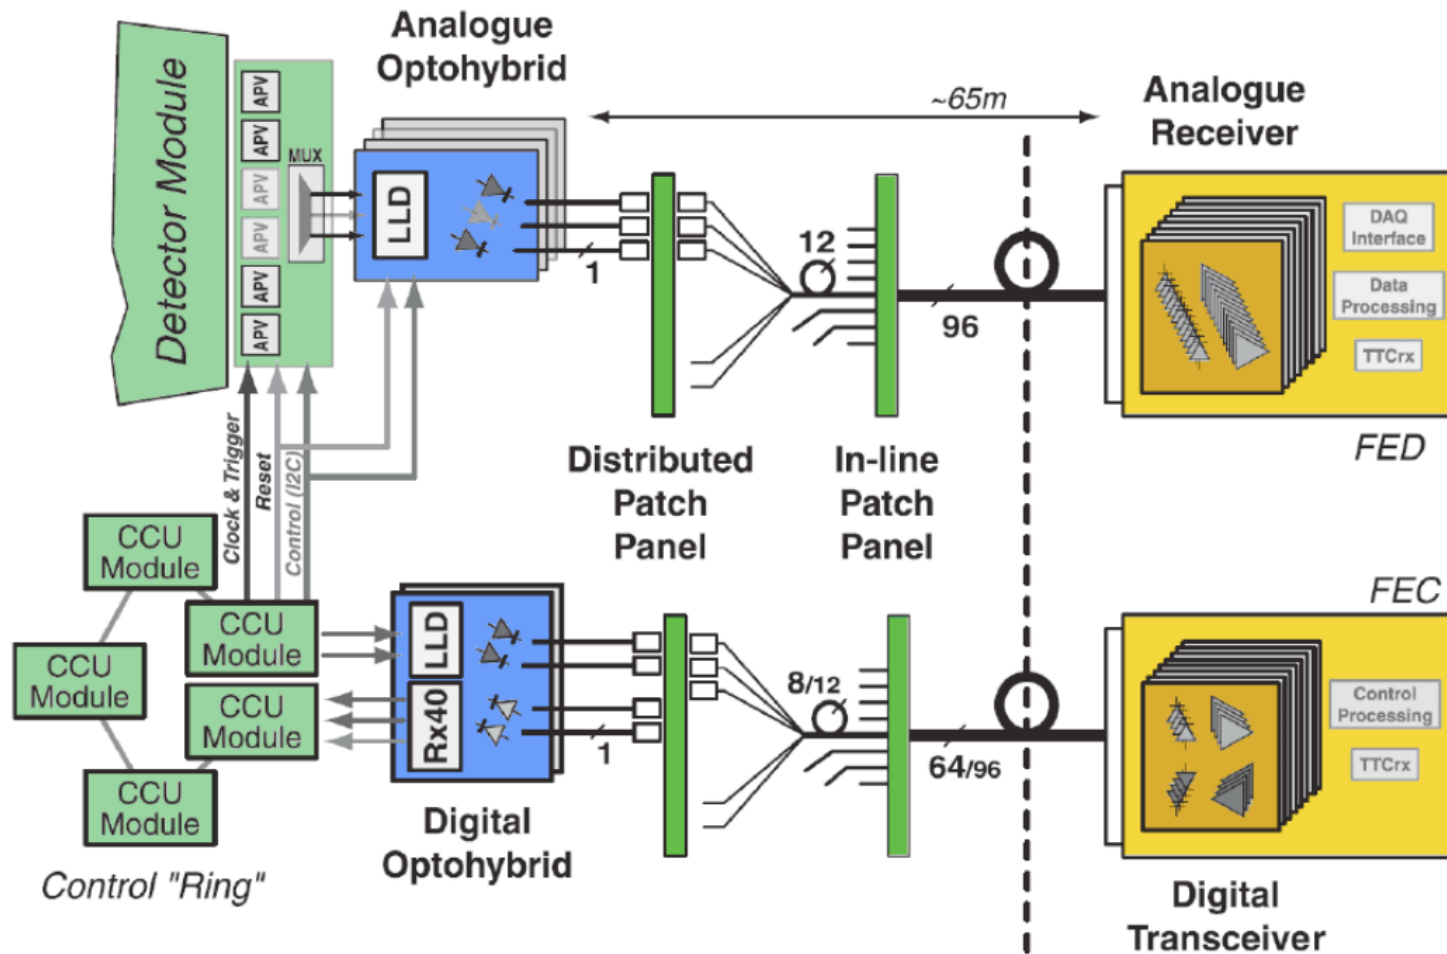 Analogue
Optohybrid
~65m
Analogue
Receiver
Detector Module
APV
APV
APV
APV
APV
APV
MUX
LLD
1
12
96
DAQ
Interface
Data
Processing
TTCrx
FED
Clock & Trigger
Reset
Control (I2C)
Distributed
Patch
Panel
In-line
Patch
Panel
CCU
Module
CCU
Module
CCU
Module
CCU
Module
CCU
Module
Control "Ring"
LLD
Rx40
1
Digital
Optohybrid
8/12
64/96
FEC
Control
Processing
TTCrx
Digital
Transceiver